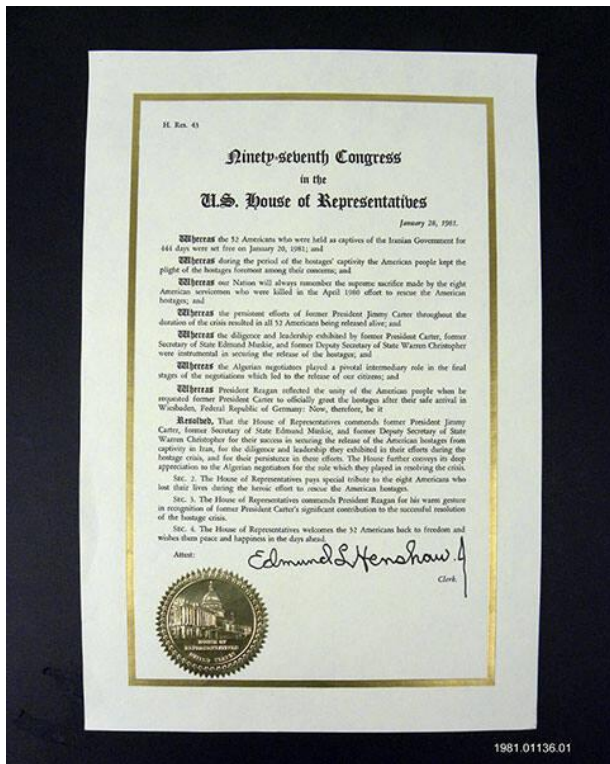 H. Res. 43
Ninety-seventh Congress
in the
U.S. House of Representatives
January 28, 1981.
Whereas the 52 Americans who were held as captives of the Iranian Government for
444 days were set free on January 20, 1981; and
Whereas during the period of the hostages' captivity the American people kept the
plight of the hostages foremost among their concerns; and
Whereas our Nation will always remember the supreme sacrifice made by the eight
American servicemen who were killed in the April 1980 effort to rescue the American
hostages; and
Whereas the persistent efforts of former President Jimmy Carter throughout the
duration of the crisis resulted in all 52 Americans being released alive; and
Whereas the diligence and leadership exhibited by former President Carter, former
Secretary of State Edmund Muskie, and former Deputy Secretary of State Warren Christopher
were instrumental in securing the release of the hostages; and
Whereas the Algerian negotiators played a pivotal intermediary role in the final
stages of the negotiations which led to the release of our citizens; and
Whereas President Reagan reflected the unity of the American people when he
requested former President Carter to officially greet the hostages after their safe arrival in
Wiesbaden, Federal Republic of Germany: Now, therefore, be it
Resolved, That the House of Representatives commends former President Jimmy
Carter, former Secretary of State Edmund Muskie, and former Deputy Secretary of State
Warren Christopher for their success in securing the release of the American hostages from
captivity in Iran, for the diligence and leadership they exhibited in their efforts during the
hostage crisis, and for their persistence in these efforts. The House further conveys its deep
appreciation to the Algerian negotiators for the role which they played in resolving the crisis.
SEC. 2. The House of Representatives pays special tribute to the eight Americans who
lost their lives during the heroic effort to rescue the American hostages.
SEC. 3. The House of Representatives commends President Reagan for his warm gesture
in recognition of former President Carter's significant contribution to the successful resolution
of the hostage crisis.
SEC. 4. The House of Representatives welcomes the 52 Americans back to freedom and
wishes them peace and happiness in the days ahead.
Attest:
Edmund L Henshaw Jr
Clerk.
HOUSE OF
REPRESENTATIVES
UNITED STATES
1981.01136.01